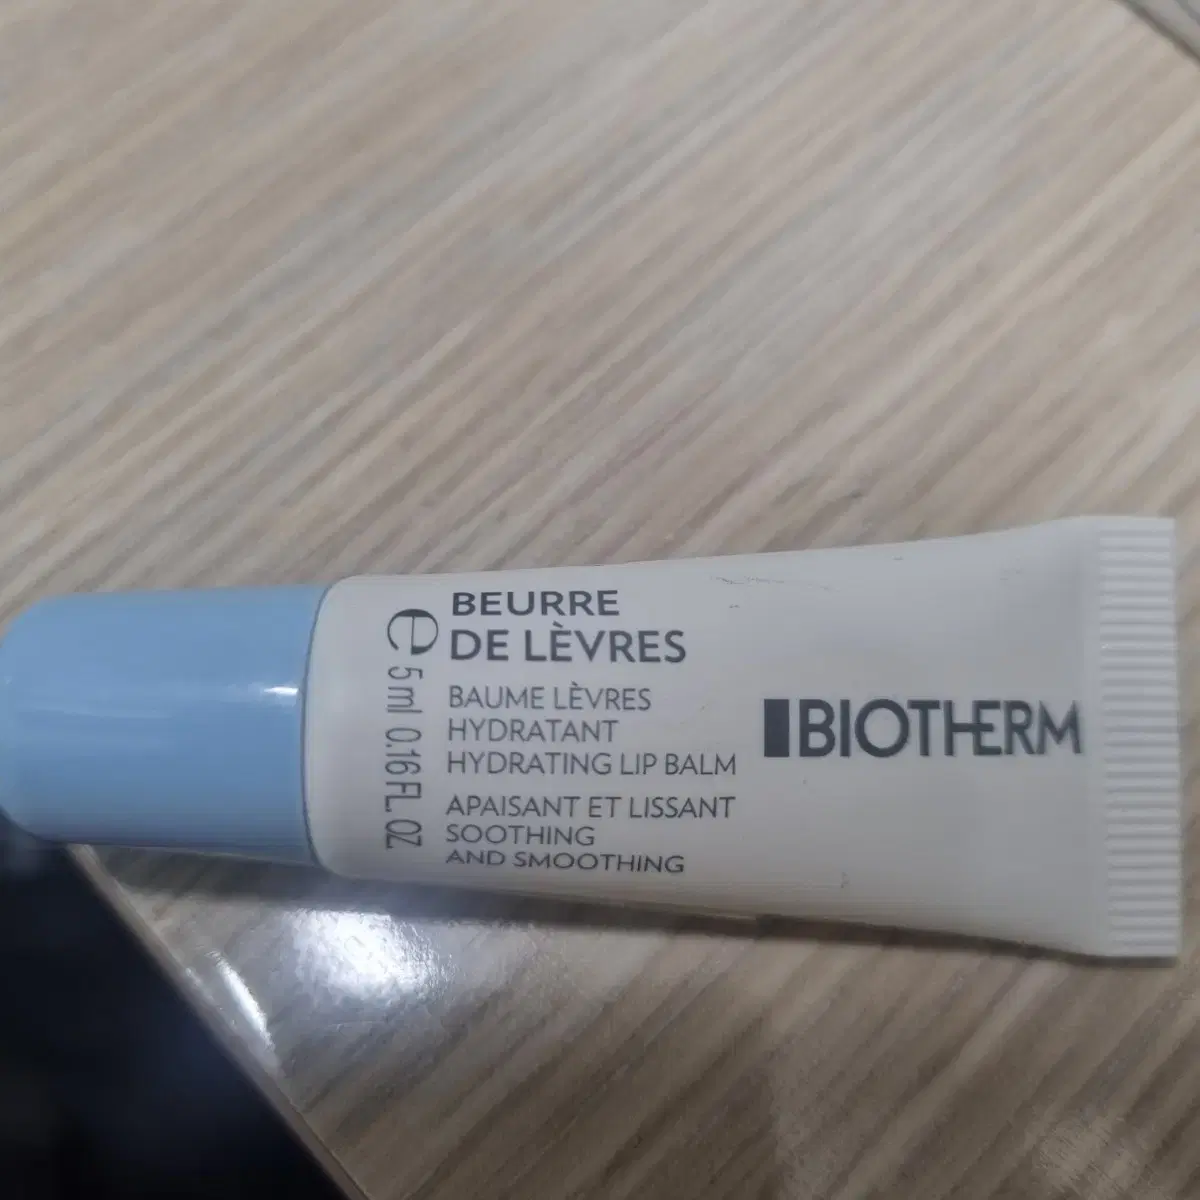 BEURRE
DE LÈVRES
BAUME LÈVRES
HYDRATANT
HYDRATING LIP BALM
APAISANT ET LISSANT
SOOTHING
AND SMOOTHING
e 5 ml 0.16 FL. OZ
BIOTHERM